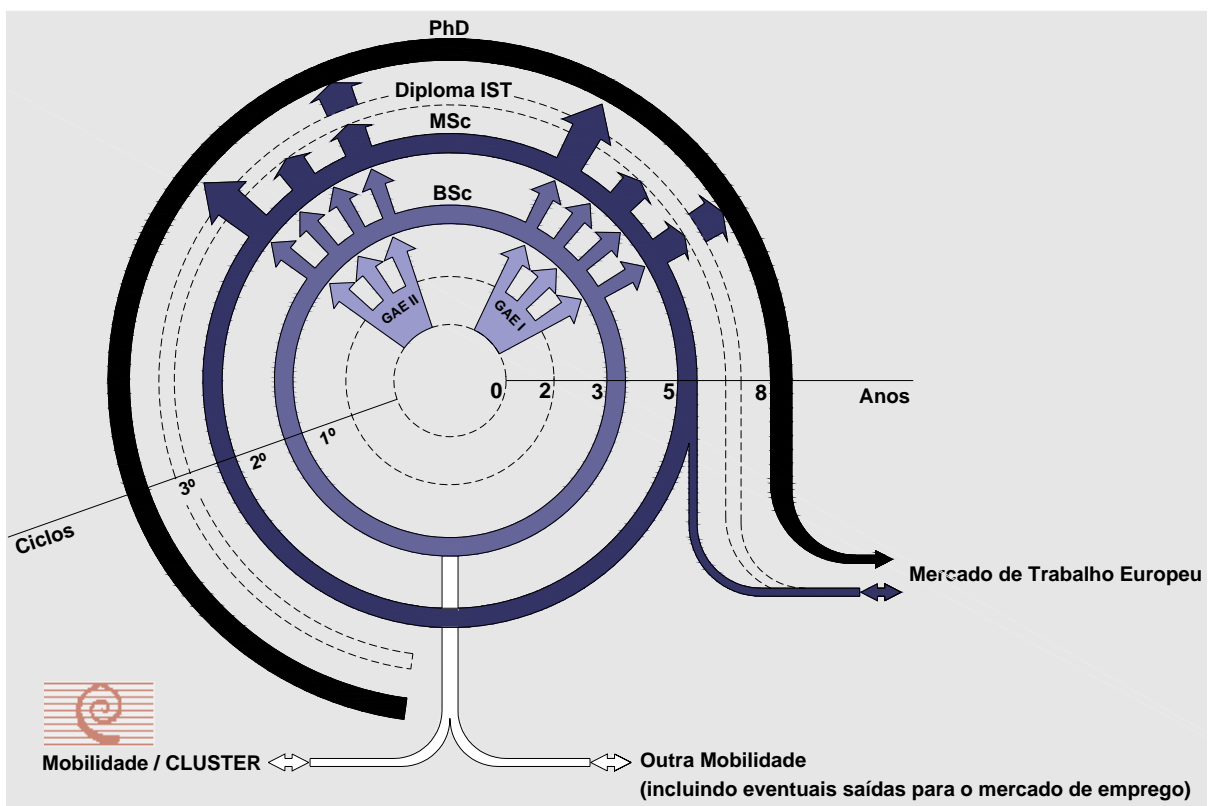 PhD
Diploma IST
MSc
BSc
GAE II
GAE I
0 2 3 5 8
Anos
1º
2º
3º
Ciclos
Mercado de Trabalho Europeu
Mobilidade / CLUSTER
Outra Mobilidade
(incluindo eventuais saídas para o mercado de emprego)